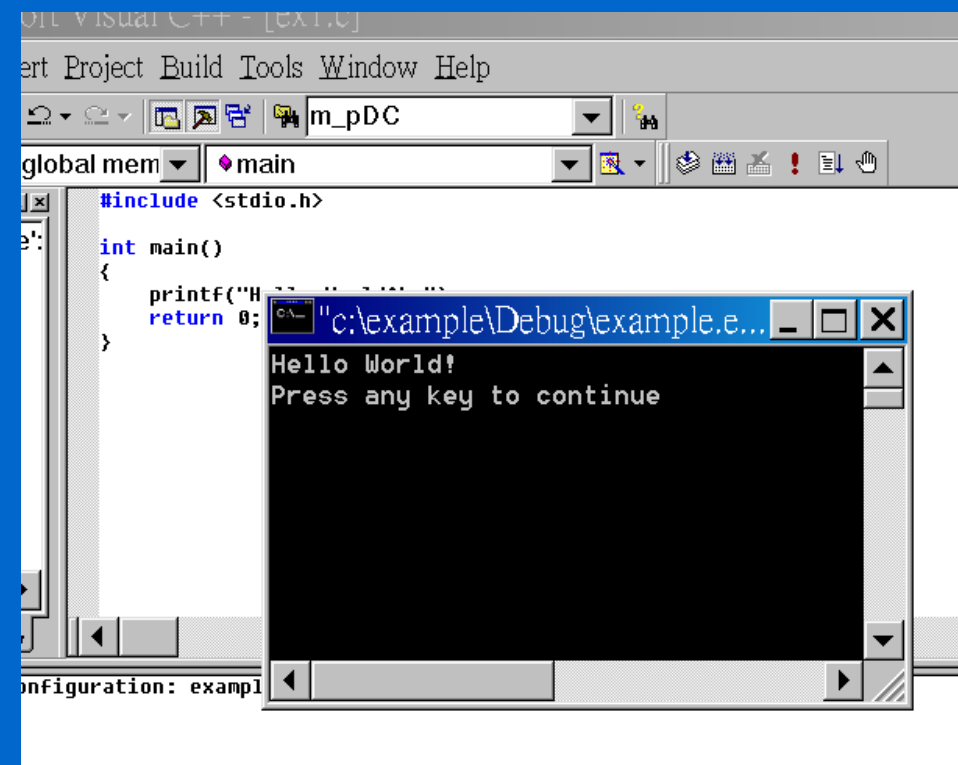 soft Visual C++ - [ex1.c]
ert Project Build Tools Window Help
m_pDC
global mem
main
#include <stdio.h>
int main()
{
printf("H
return 0;
}
"c:\example\Debug\example.e...
Hello World!
Press any key to continue
onfiguration: exampl